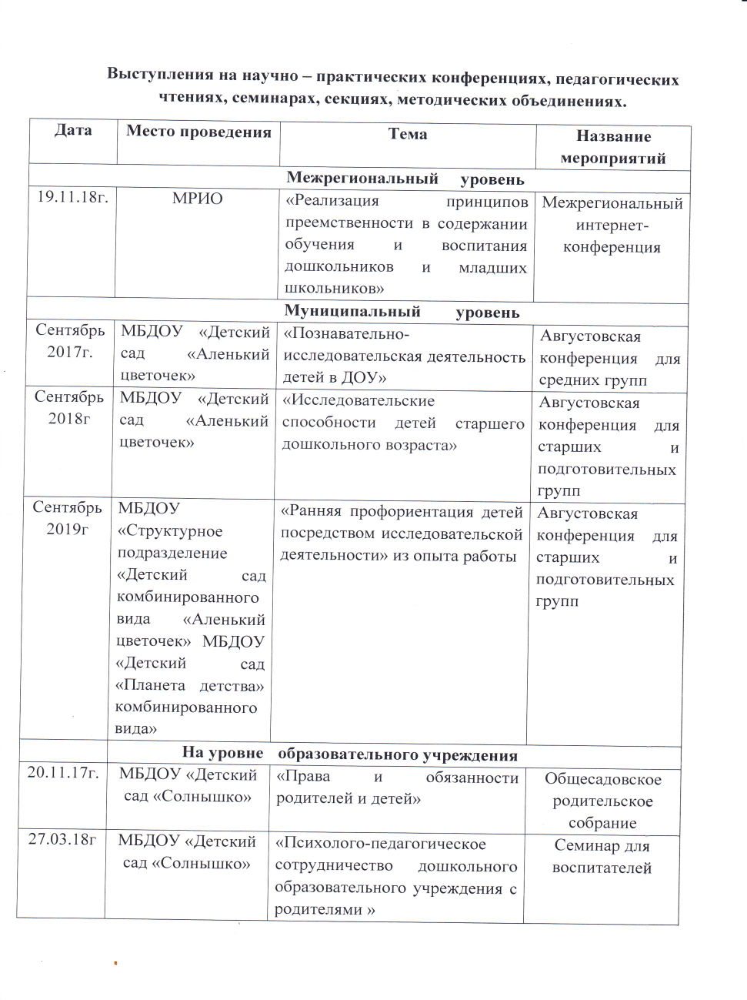 Выступления на научно – практических конференциях, педагогических
чтениях, семинарах, секциях, методических объединениях.
Дата
Место проведения
Тема
Название
мероприятий
Межрегиональный уровень
19.11.18г.
МРИО
«Реализация принципов
преемственности в содержании
обучения и воспитания
дошкольников и младших
школьников»
Межрегиональный
интернет-
конференция
Муниципальный уровень
Сентябрь
2017г.
МБДОУ «Детский
сад «Аленький
цветочек»
«Познавательно-
исследовательская деятельность
детей в ДОУ»
Августовская
конференция для
средних групп
Сентябрь
2018г
МБДОУ «Детский
сад «Аленький
цветочек»
«Исследовательские
способности детей старшего
дошкольного возраста»
Августовская
конференция для
старших и
подготовительных
групп
Сентябрь
2019г
МБДОУ
«Структурное
подразделение
«Детский сад
комбинированного
вида «Аленький
цветочек» МБДОУ
«Детский сад
«Планета детства»
комбинированного
вида»
«Ранняя профориентация детей
посредством исследовательской
деятельности» из опыта работы
Августовская
конференция для
старших и
подготовительных
групп
На уровне образовательного учреждения
20.11.17г.
МБДОУ «Детский
сад «Солнышко»
«Права и обязанности
родителей и детей»
Общесадовское
родительское
собрание
27.03.18г
МБДОУ «Детский
сад «Солнышко»
«Психолого-педагогическое
сотрудничество дошкольного
образовательного учреждения с
родителями »
Семинар для
воспитателей